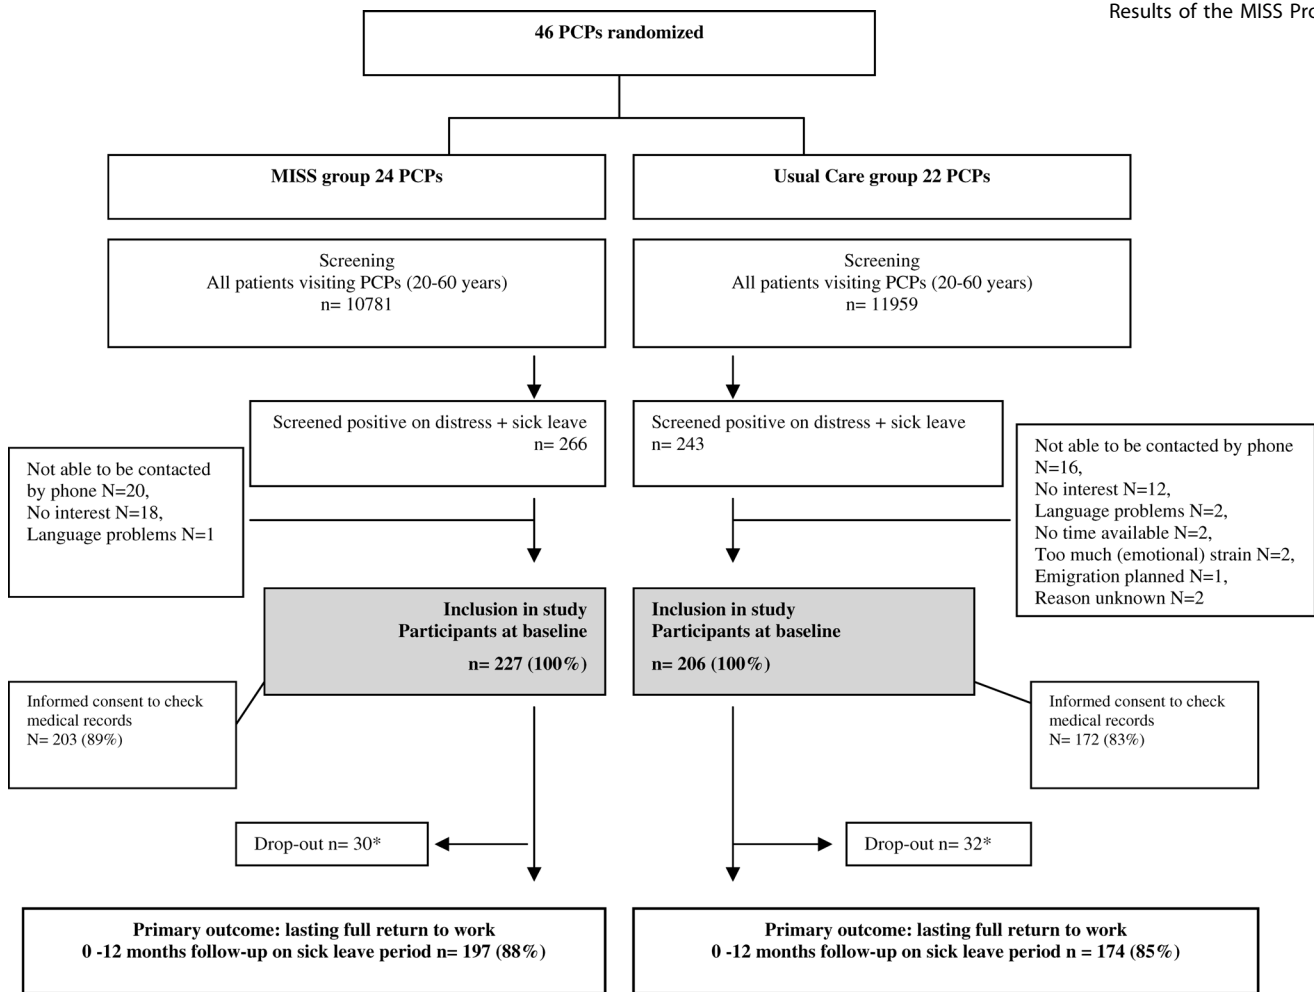 Results of the MISS Pro
46 PCPs randomized
MISS group 24 PCPs
Usual Care group 22 PCPs
Screening
All patients visiting PCPs (20-60 years)
n= 10781
Screening
All patients visiting PCPs (20-60 years)
n= 11959
Screened positive on distress + sick leave
n= 266
Screened positive on distress + sick leave
n= 243
Not able to be contacted
by phone N=20,
No interest N=18,
Language problems N=1
Not able to be contacted by phone
N=16,
No interest N=12,
Language problems N=2,
No time available N=2,
Too much (emotional) strain N=2,
Emigration planned N=1,
Reason unknown N=2
Inclusion in study
Participants at baseline
n= 227 (100%)
Inclusion in study
Participants at baseline
n= 206 (100%)
Informed consent to check
medical records
N= 203 (89%)
Informed consent to check
medical records
N= 172 (83%)
Drop-out n= 30*
Drop-out n= 32*
Primary outcome: lasting full return to work
0 -12 months follow-up on sick leave period n= 197 (88%)
Primary outcome: lasting full return to work
0 -12 months follow-up on sick leave period n = 174 (85%)